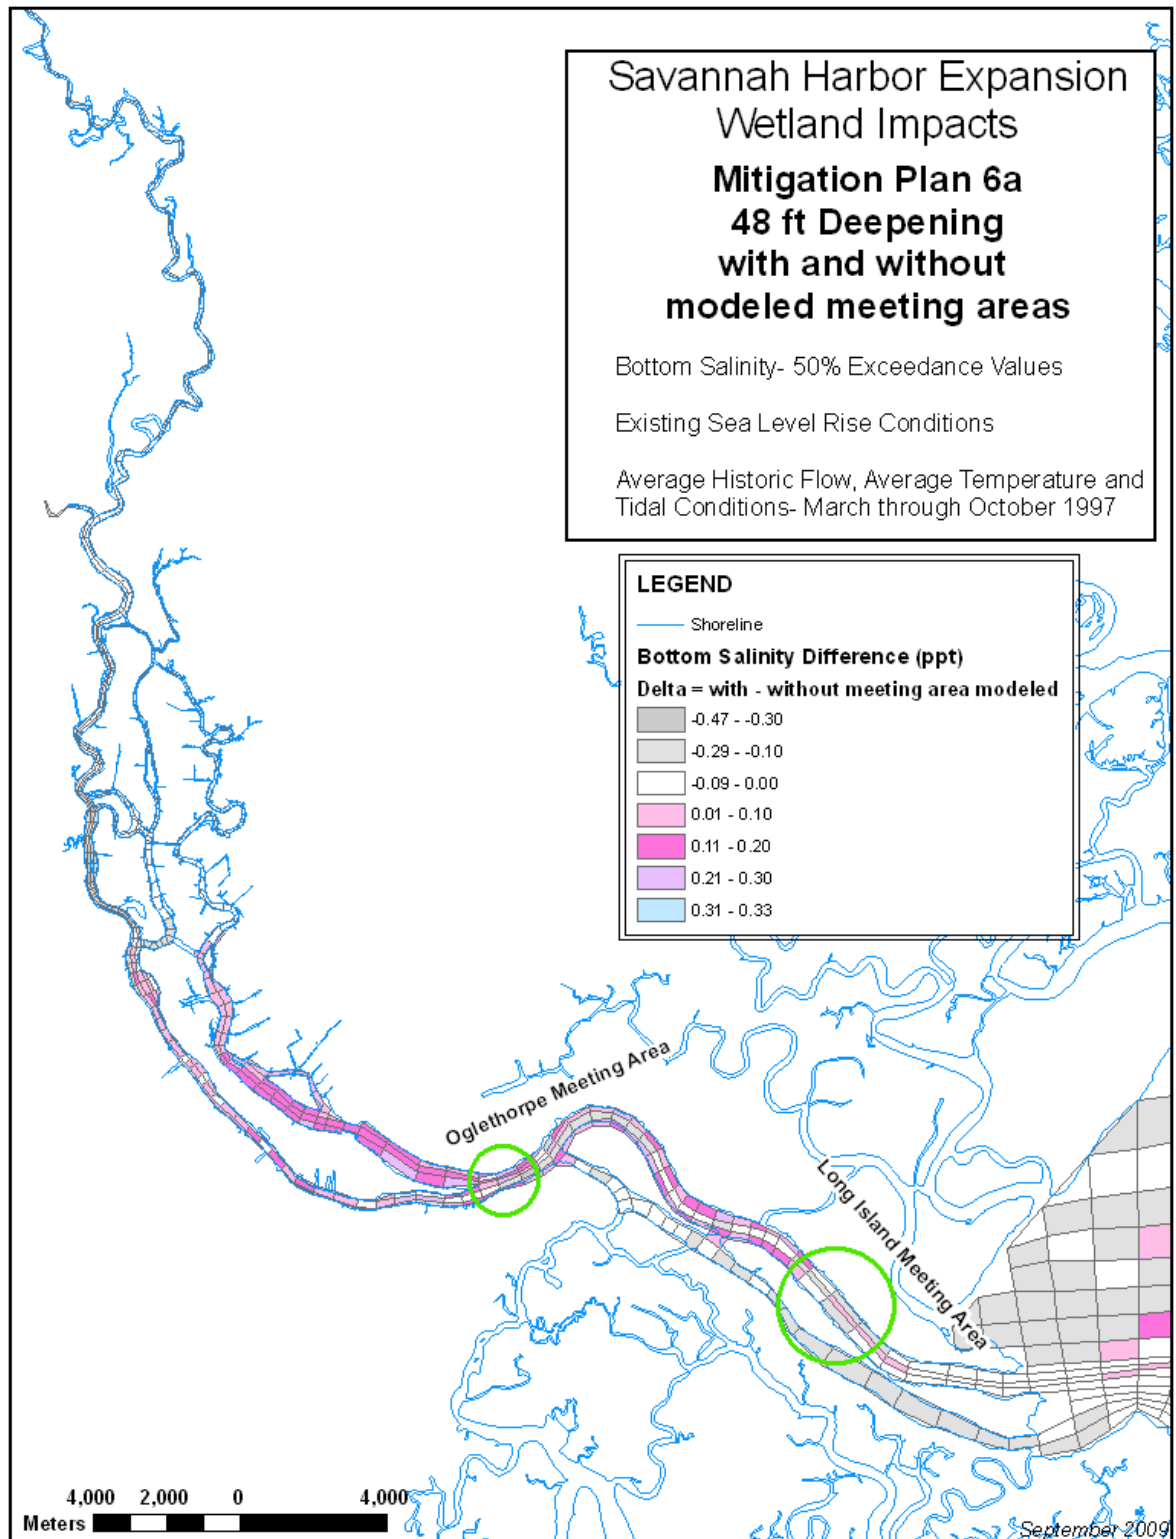 Savannah Harbor Expansion
Wetland Impacts
Mitigation Plan 6a
48 ft Deepening
with and without
modeled meeting areas
Bottom Salinity- 50% Exceedance Values
Existing Sea Level Rise Conditions
Average Historic Flow, Average Temperature and
Tidal Conditions- March through October 1997
LEGEND
Shoreline
Bottom Salinity Difference (ppt)
Delta = with - without meeting area modeled
-0.47 - -0.30
-0.29 - -0.10
-0.09 - 0.00
0.01 - 0.10
0.11 - 0.20
0.21 - 0.30
0.31 - 0.33
Oglethorpe Meeting Area
Long Island Meeting Area
4,000 2,000 0 4,000
Meters
September 2009